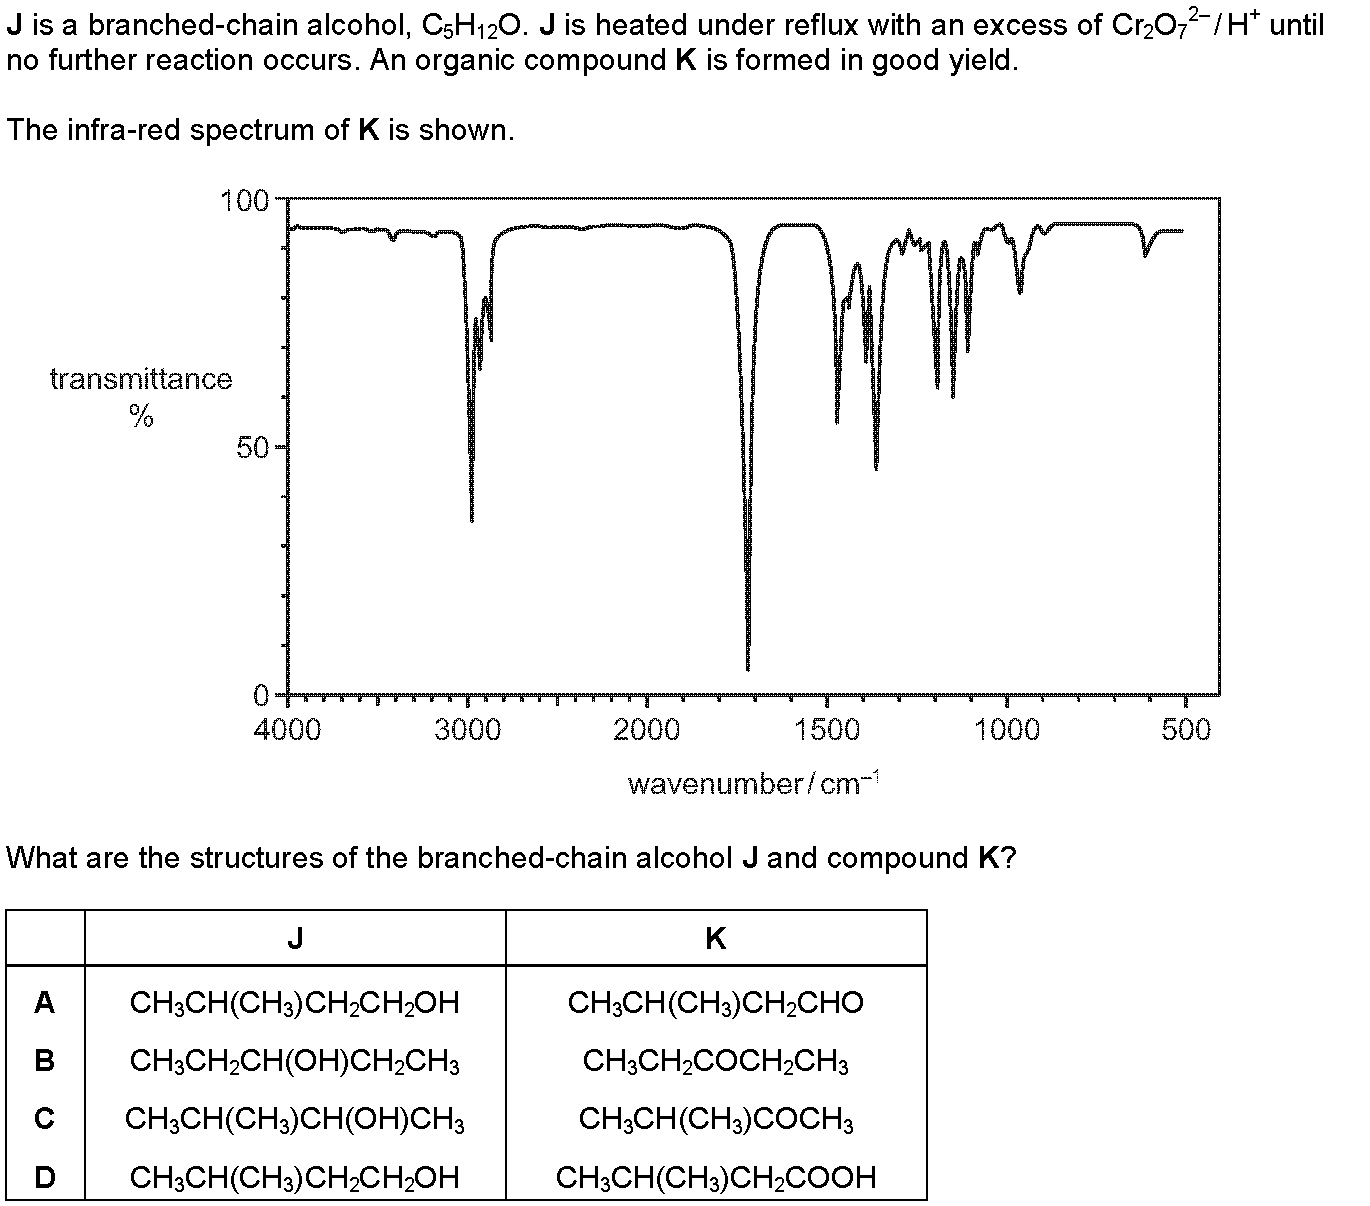 J is a branched-chain alcohol, C₅H₁₂O. J is heated under reflux with an excess of Cr₂O₇²⁻/H⁺ until
no further reaction occurs. An organic compound K is formed in good yield.
The infra-red spectrum of K is shown.
100
transmittance
%
50
0
4000 3000 2000 1500 1000 500
wavenumber/cm⁻¹
What are the structures of the branched-chain alcohol J and compound K?
J K
A CH₃CH(CH₃)CH₂CH₂OH CH₃CH(CH₃)CH₂CHO
B CH₃CH₂CH(OH)CH₂CH₃ CH₃CH₂COCH₂CH₃
C CH₃CH(CH₃)CH(OH)CH₃ CH₃CH(CH₃)COCH₃
D CH₃CH(CH₃)CH₂CH₂OH CH₃CH(CH₃)CH₂COOH